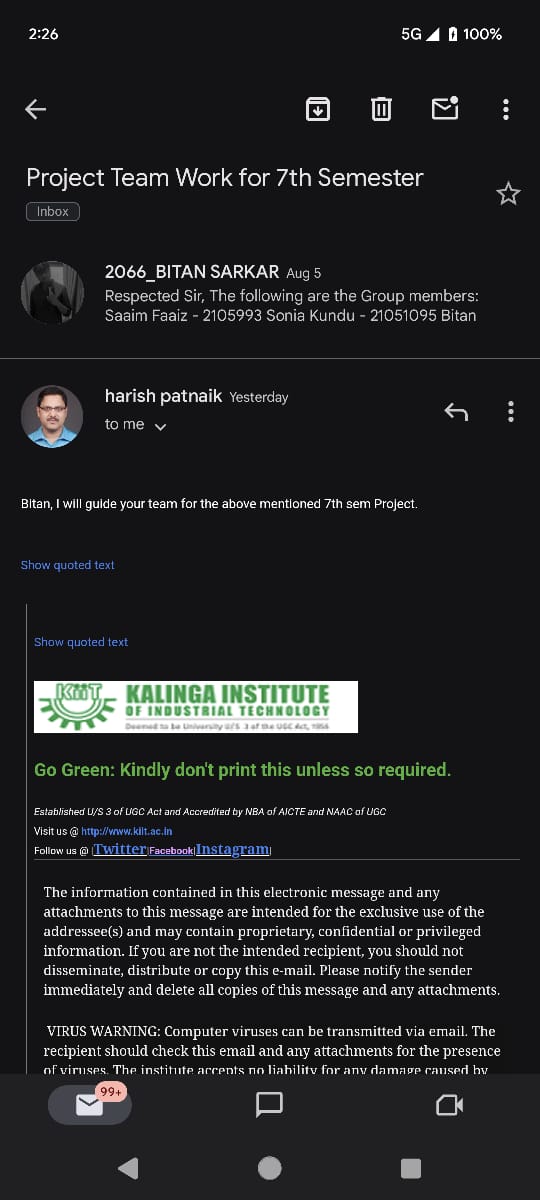 2:26
5G 100%
Project Team Work for 7th Semester
Inbox
2066_BITAN SARKAR Aug 5
Respected Sir, The following are the Group members:
Saaim Faaiz - 2105993 Sonia Kundu - 21051095 Bitan
harish patnaik Yesterday
to me
Bitan, I will guide your team for the above mentioned 7th sem Project.
Show quoted text
Show quoted text
KiiT KALINGA INSTITUTE
OF INDUSTRIAL TECHNOLOGY
Deemed to be University U/S 3 of the UGC Act, 1956
Go Green: Kindly don't print this unless so required.
Established U/S 3 of UGC Act and Accredited by NBA of AICTE and NAAC of UGC
Visit us @ http://www.kiit.ac.in
Follow us @ |Twitter|Facebook|Instagram|
The information contained in this electronic message and any
attachments to this message are intended for the exclusive use of the
addressee(s) and may contain proprietary, confidential or privileged
information. If you are not the intended recipient, you should not
disseminate, distribute or copy this e-mail. Please notify the sender
immediately and delete all copies of this message and any attachments.
VIRUS WARNING: Computer viruses can be transmitted via email. The
recipient should check this email and any attachments for the presence
of viruses. The institute accepts no liability for any damage caused by
99+